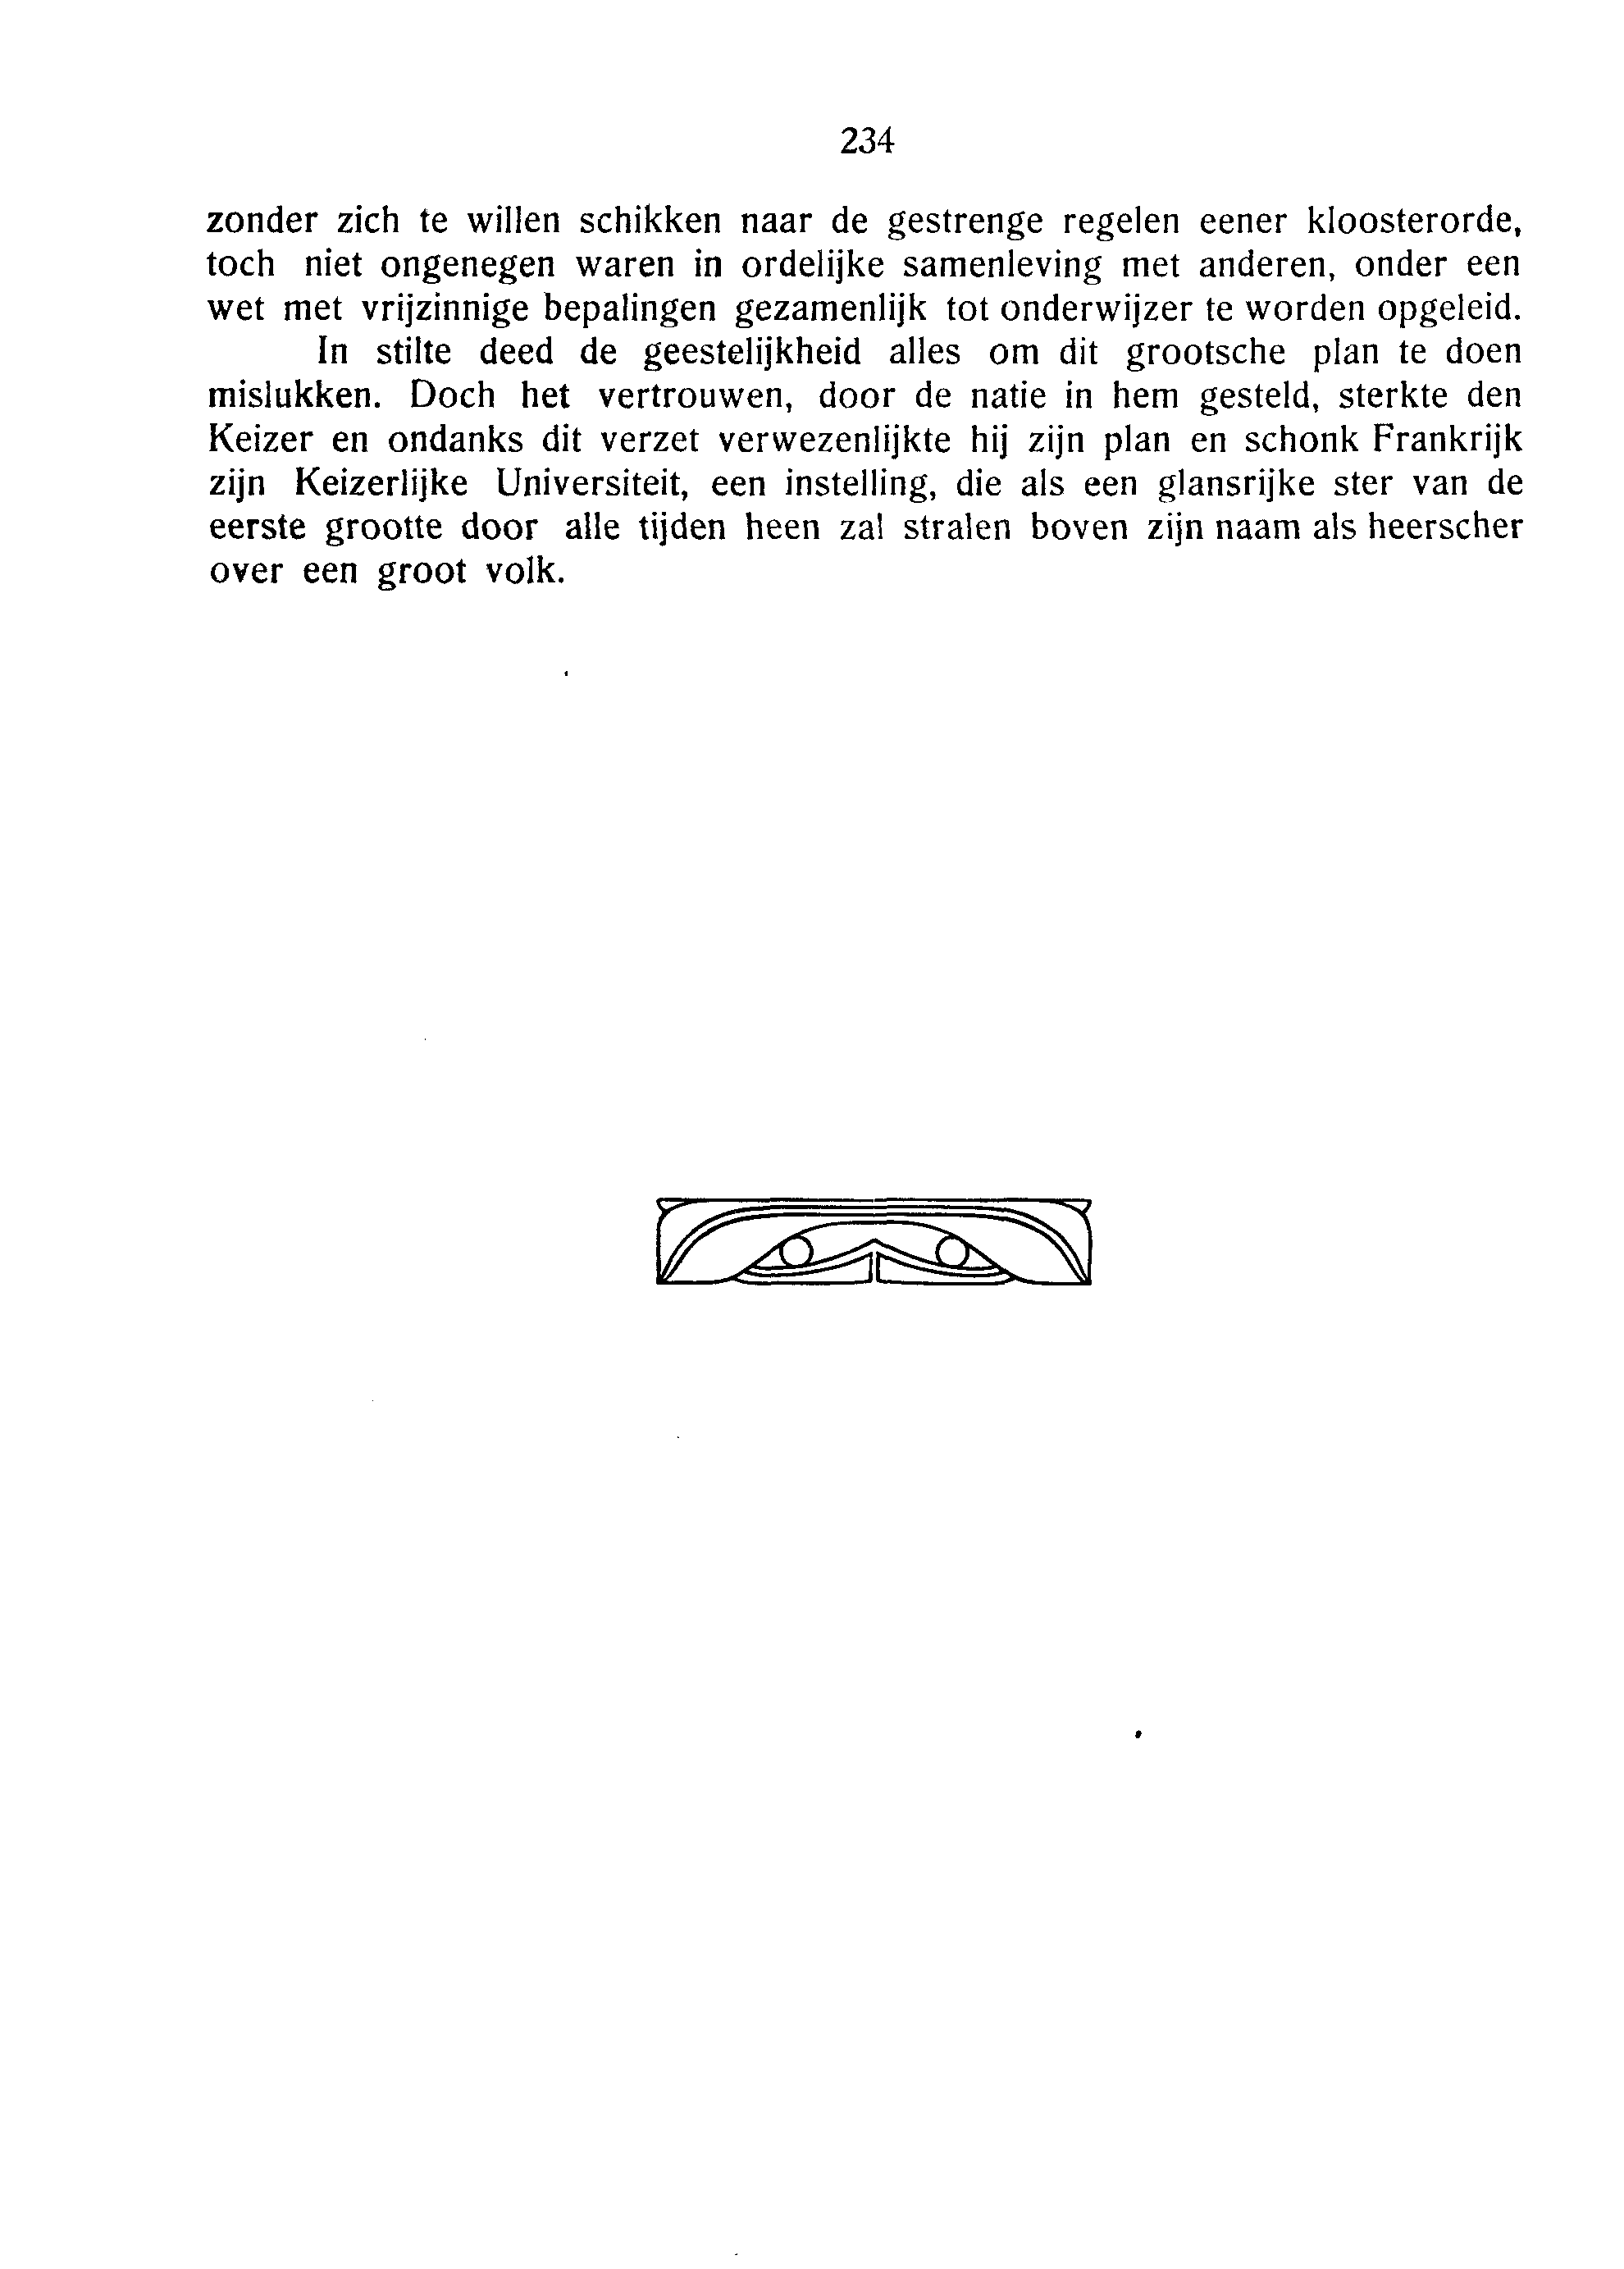 234
zonder zich te willen schikken naar de gestrenge regelen eener kloosterorde,
toch niet ongenegen waren in ordelijke samenleving met anderen, onder een
wet met vrijzinnige bepalingen gezamenlijk tot onderwijzer te worden opgeleid.
In stilte deed de geestelijkheid alles om dit grootsche plan te doen
mislukken. Doch het vertrouwen, door de natie in hem gesteld, sterkte den
Keizer en ondanks dit verzet verwezenlijkte hij zijn plan en schonk Frankrijk
zijn Keizerlijke Universiteit, een instelling, die als een glansrijke ster van de
eerste grootte door alle tijden heen zal stralen boven zijn naam als heerscher
over een groot volk.